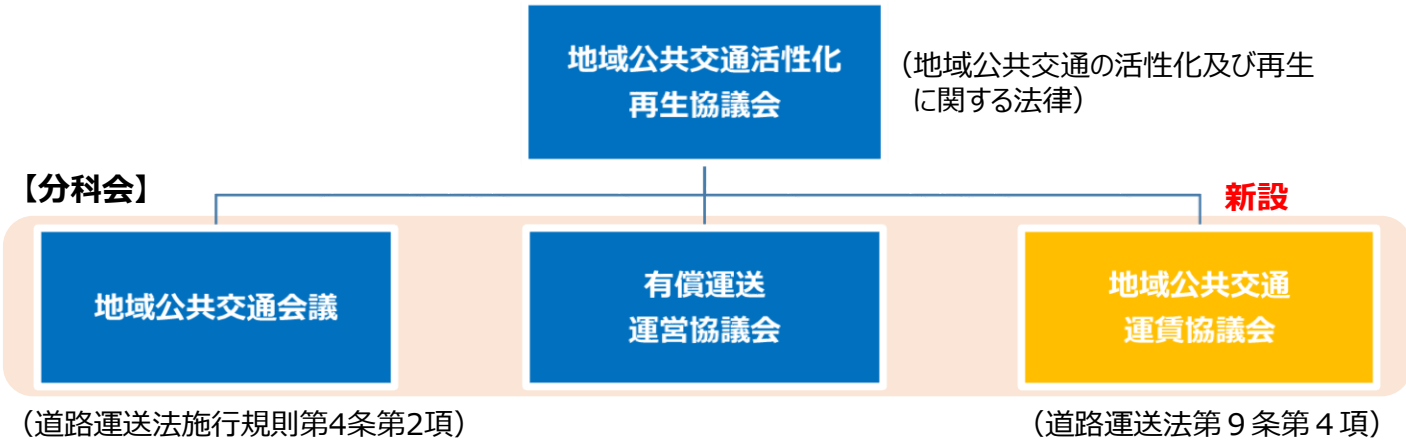 地域公共交通活性化
再生協議会
（地域公共交通の活性化及び再生
に関する法律）
【分科会】
新設
地域公共交通会議
有償運送
運営協議会
地域公共交通
運賃協議会
（道路運送法施行規則第4条第2項）
（道路運送法第９条第４項）